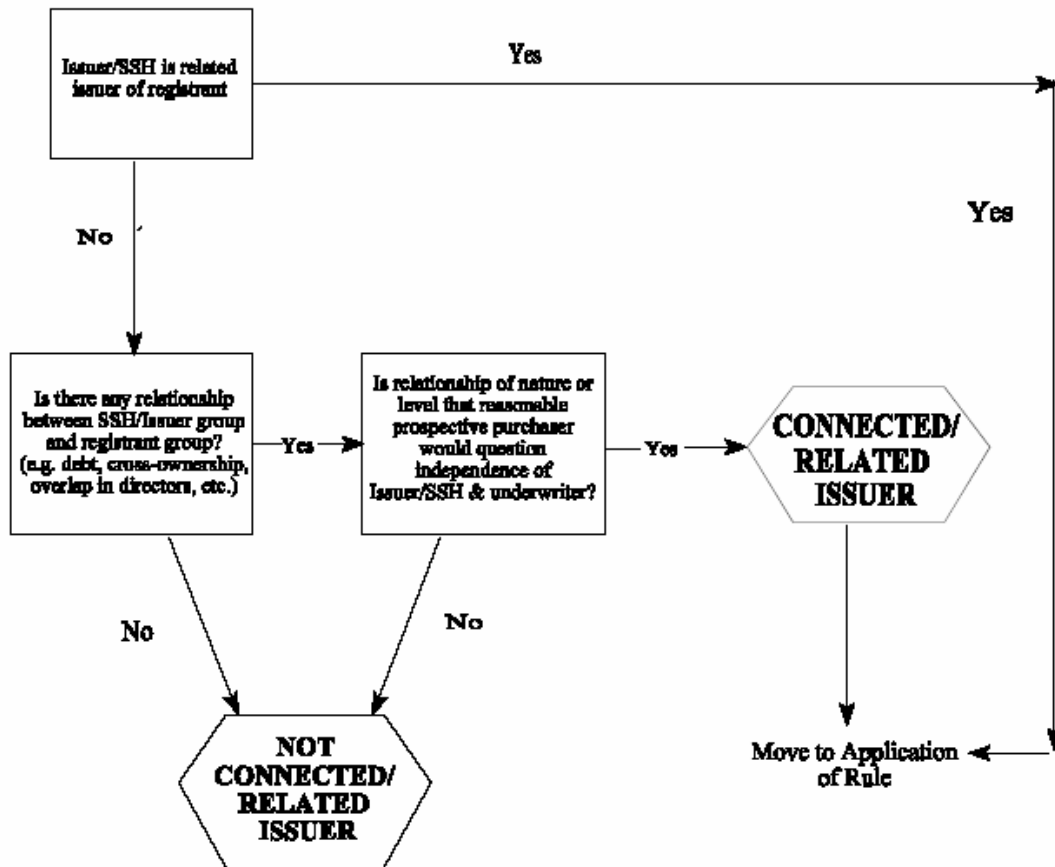 Issuer/SSH is related
issuer of registrant
Yes
Yes
No
Is there any relationship
between SSH/Issuer group
and registrant group?
(e.g. debt, cross-ownership,
overlap in directors, etc.)
Yes
Is relationship of nature or
level that reasonable
prospective purchaser
would question
independence of
Issuer/SSH & underwriter?
Yes
CONNECTED/
RELATED
ISSUER
No
No
NOT
CONNECTED/
RELATED
ISSUER
Move to Application
of Rule